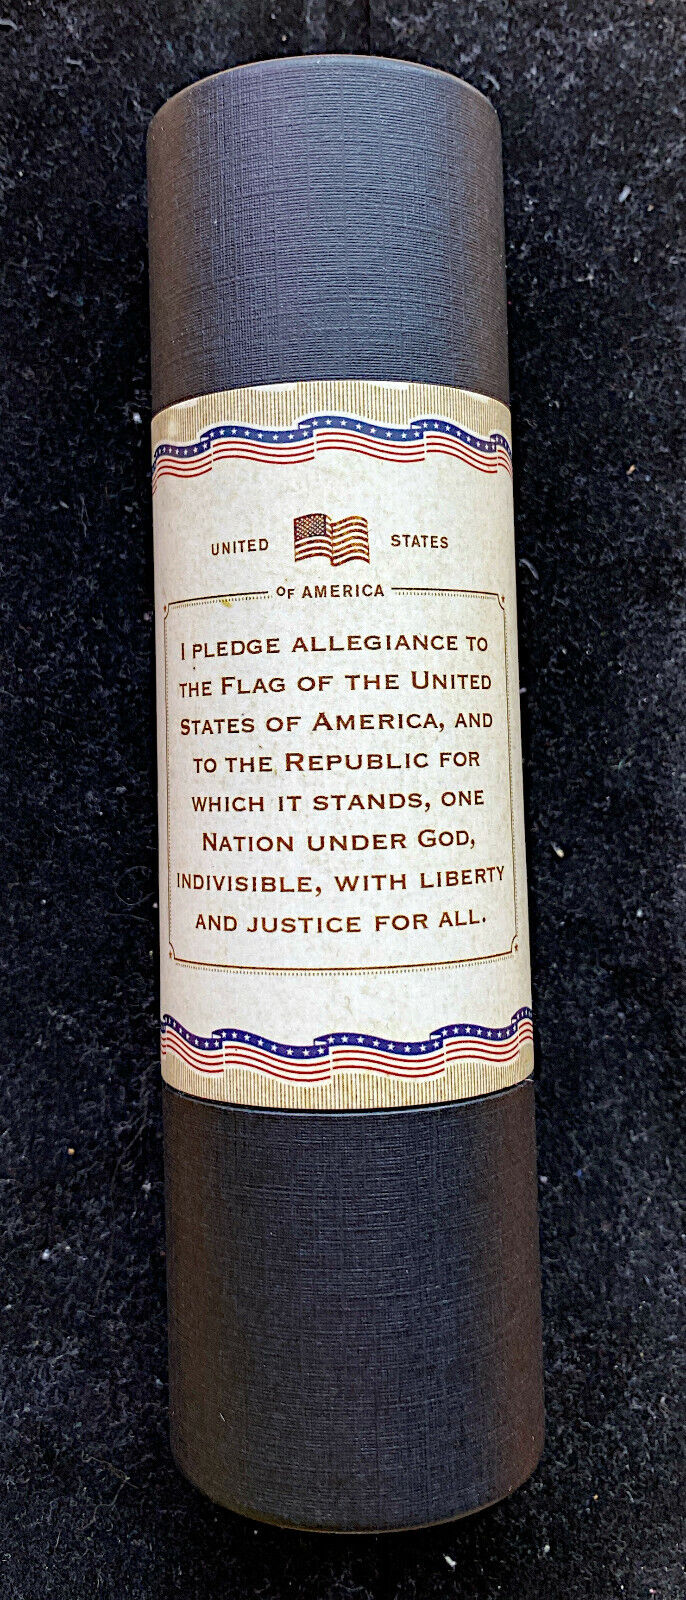 UNITED STATES
OF AMERICA
I PLEDGE ALLEGIANCE TO
THE FLAG OF THE UNITED
STATES OF AMERICA, AND
TO THE REPUBLIC FOR
WHICH IT STANDS, ONE
NATION UNDER GOD,
INDIVISIBLE, WITH LIBERTY
AND JUSTICE FOR ALL.